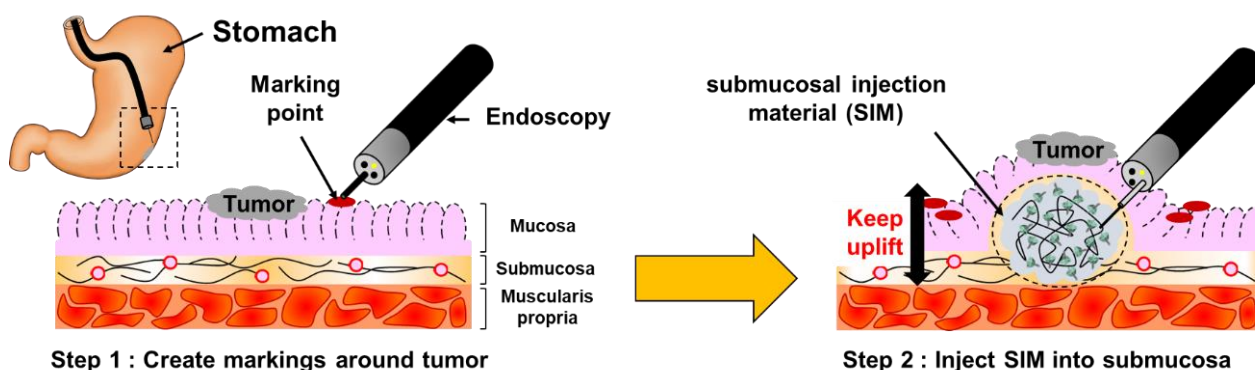 Stomach
Marking
point
Endoscopy
Tumor
Mucosa
Submucosa
Muscularis
propria
Step 1 : Create markings around tumor
submucosal injection
material (SIM)
Tumor
Keep
uplift
Step 2 : Inject SIM into submucosa